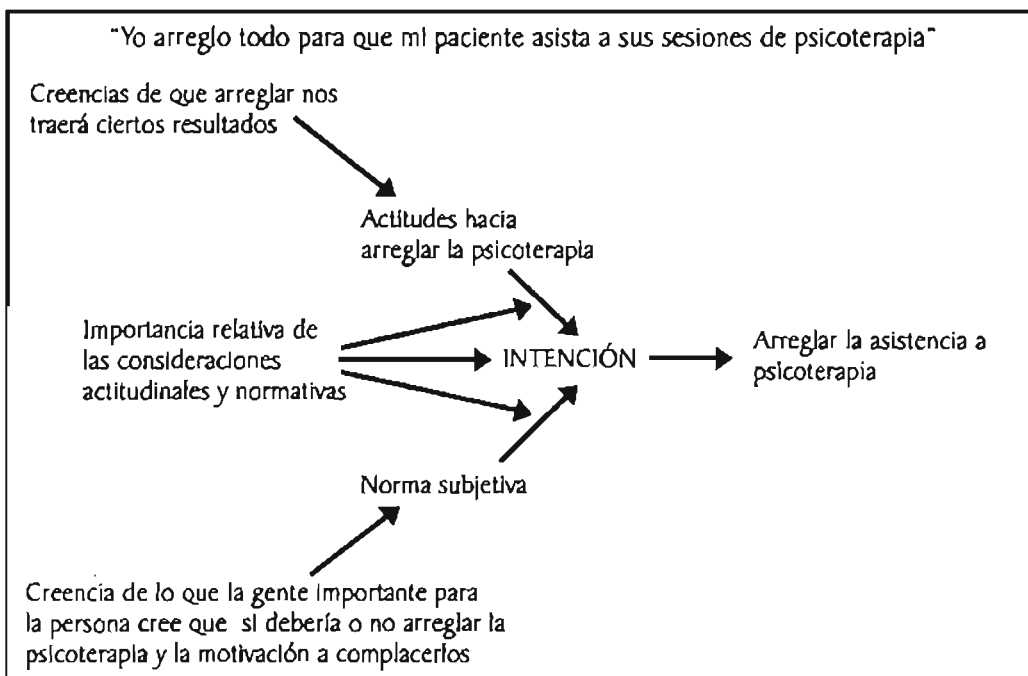 "Yo arreglo todo para que mi paciente asista a sus sesiones de psicoterapia"
Creencias de que arreglar nos
traerá ciertos resultados
Actitudes hacia
arreglar la psicoterapia
Importancia relativa de
las consideraciones
actitudinales y normativas
INTENCIÓN
Arreglar la asistencia a
psicoterapia
Norma subjetiva
Creencia de lo que la gente importante para
la persona cree que si debería o no arreglar la
psicoterapia y la motivación a complacerlos